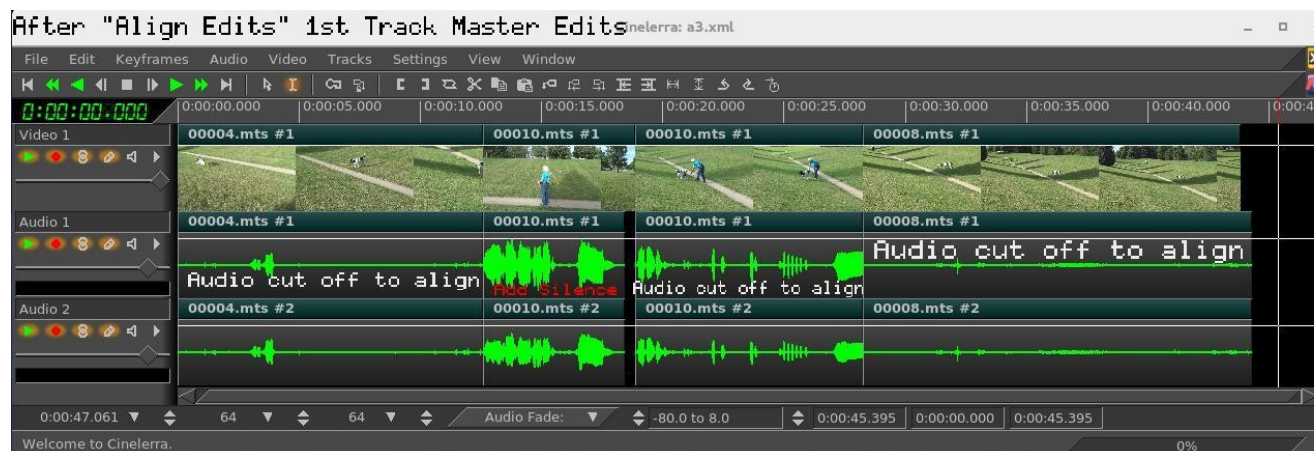 After "Align Edits" 1st Track Master Edits
inelerra: a3.xml
File Edit Keyframes Audio Video Tracks Settings View Window
0:00:00:000
0:00:00.000 0:00:05.000 0:00:10.000 0:00:15.000 0:00:20.000 0:00:25.000 0:00:30.000 0:00:35.000 0:00:40.000 0:00:4
Video 1
00004.mts #1 00010.mts #1 00010.mts #1 00008.mts #1
Audio 1
00004.mts #1 00010.mts #1 00010.mts #1 00008.mts #1
Audio cut off to align
Audio cut off to align Add Silence Audio cut off to align
Audio 2
00004.mts #2 00010.mts #2 00010.mts #2 00008.mts #2
0:00:47.061 64 64 Audio Fade: -80.0 to 8.0 0:00:45.395 0:00:00.000 0:00:45.395
Welcome to Cinelerra. 0%